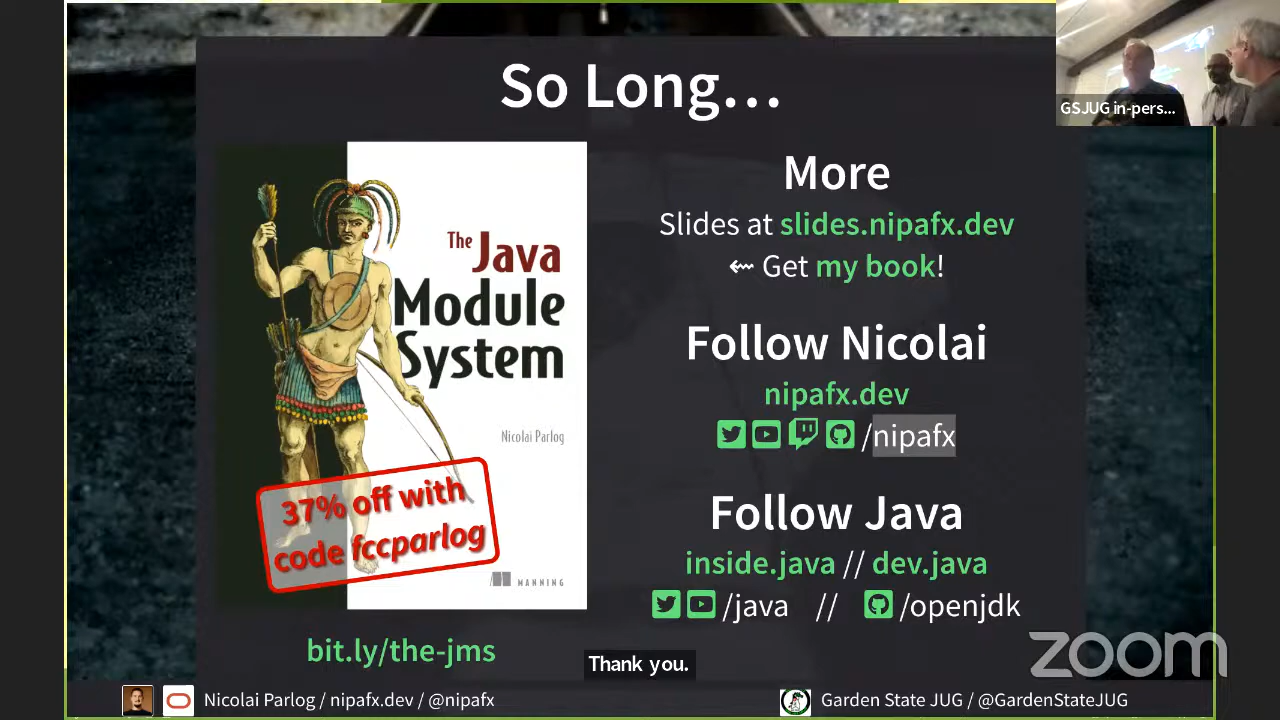 So Long…
The Java
Module
System
Nicolai Parlog
37% off with
code fccparlog
MANNING
bit.ly/the-jms
More
Slides at slides.nipafx.dev
⬳ Get my book!
Follow Nicolai
nipafx.dev
/nipafx
Follow Java
inside.java // dev.java
/java // /openjdk
Thank you.
GSJUG in-pers...
zoom
Nicolai Parlog / nipafx.dev / @nipafx
Garden State JUG / @GardenStateJUG